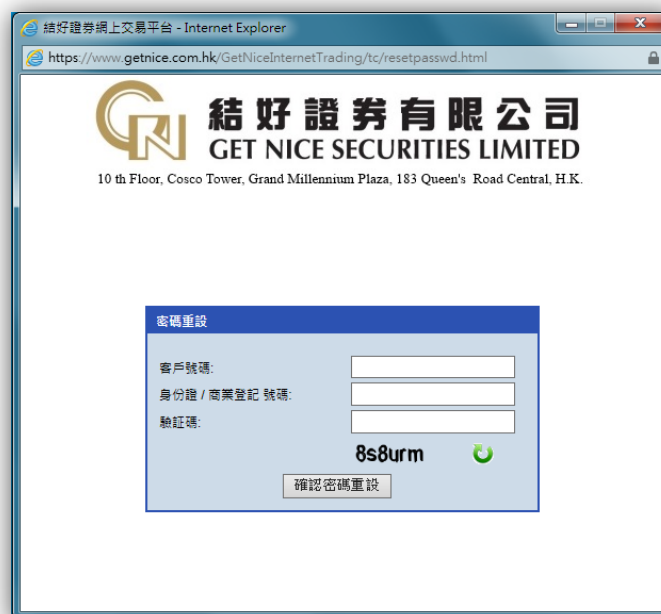 結好證券網上交易平台 - Internet Explorer
https://www.getnice.com.hk/GetNiceInternetTrading/tc/resetpasswd.html
結好證券有限公司
GET NICE SECURITIES LIMITED
10 th Floor, Cosco Tower, Grand Millennium Plaza, 183 Queen's Road Central, H.K.
密碼重設
客戶號碼:
身份證 / 商業登記 號碼:
驗証碼:
8s8urm
確認密碼重設